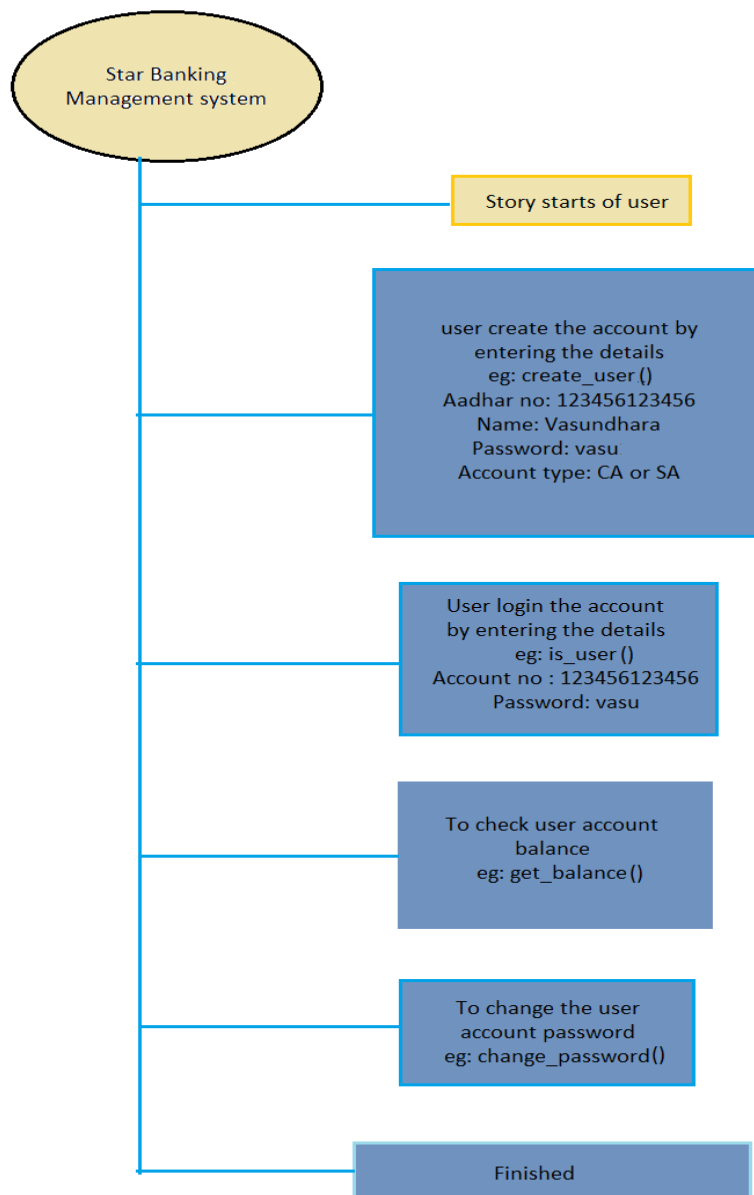 Star Banking
Management system
Story starts of user
user create the account by
entering the details
eg: create_user()
Aadhar no: 123456123456
Name: Vasundhara
Password: vasu
Account type: CA or SA
User login the account
by entering the details
eg: is_user()
Account no : 123456123456
Password: vasu
To check user account
balance
eg: get_balance()
To change the user
account password
eg: change_password()
Finished